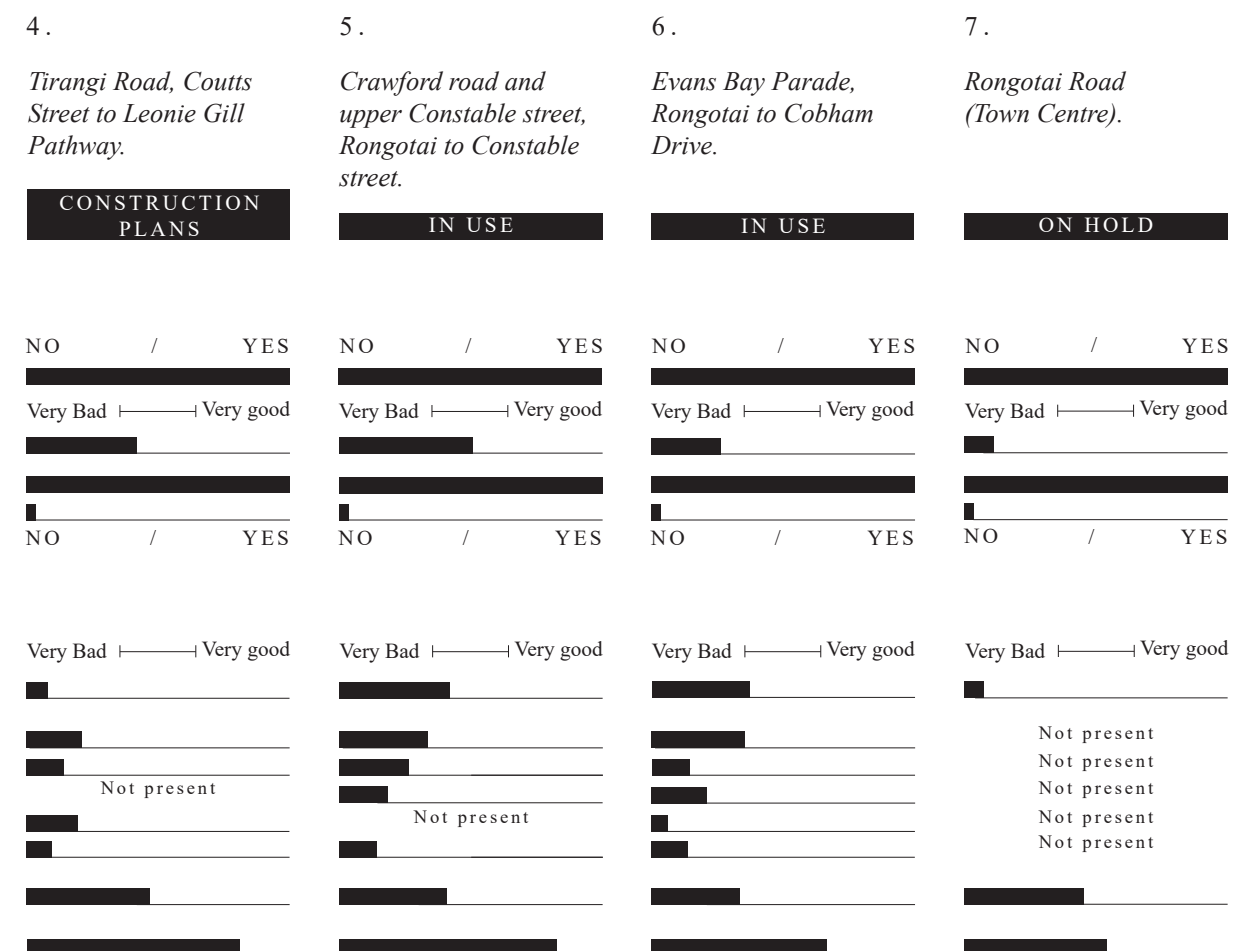 4.
Tirangi Road, Coutts
Street to Leonie Gill
Pathway.
CONSTRUCTION
PLANS
NO / YES
Very Bad Very good
NO / YES
Very Bad Very good
Not present
5.
Crawford road and
upper Constable street,
Rongotai to Constable
street.
IN USE
NO / YES
Very Bad Very good
NO / YES
Very Bad Very good
Not present
6.
Evans Bay Parade,
Rongotai to Cobham
Drive.
IN USE
NO / YES
Very Bad Very good
NO / YES
Very Bad Very good
7.
Rongotai Road
(Town Centre).
ON HOLD
NO / YES
Very Bad Very good
NO / YES
Very Bad Very good
Not present
Not present
Not present
Not present
Not present